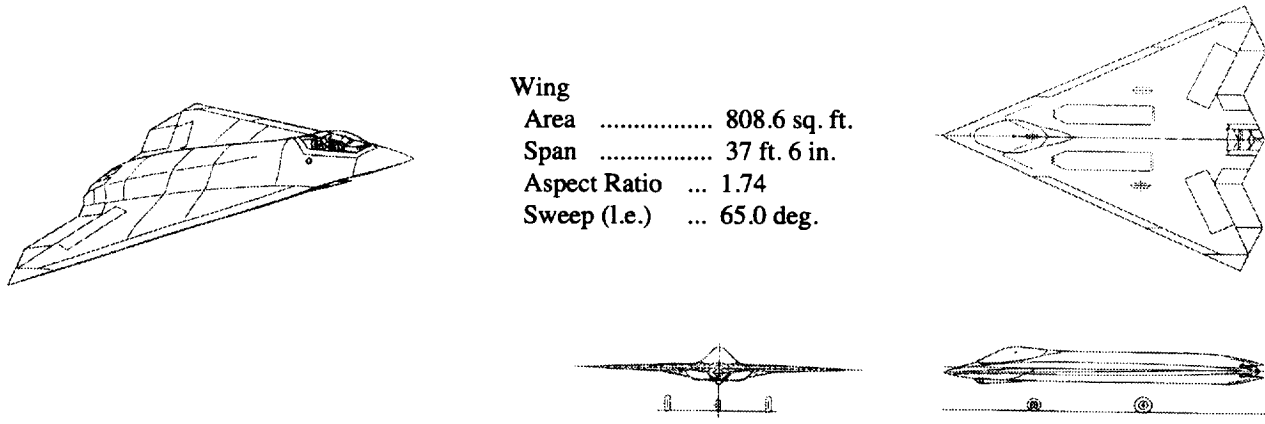 Wing
Area ................. 808.6 sq. ft.
Span ................. 37 ft. 6 in.
Aspect Ratio ... 1.74
Sweep (l.e.) ... 65.0 deg.